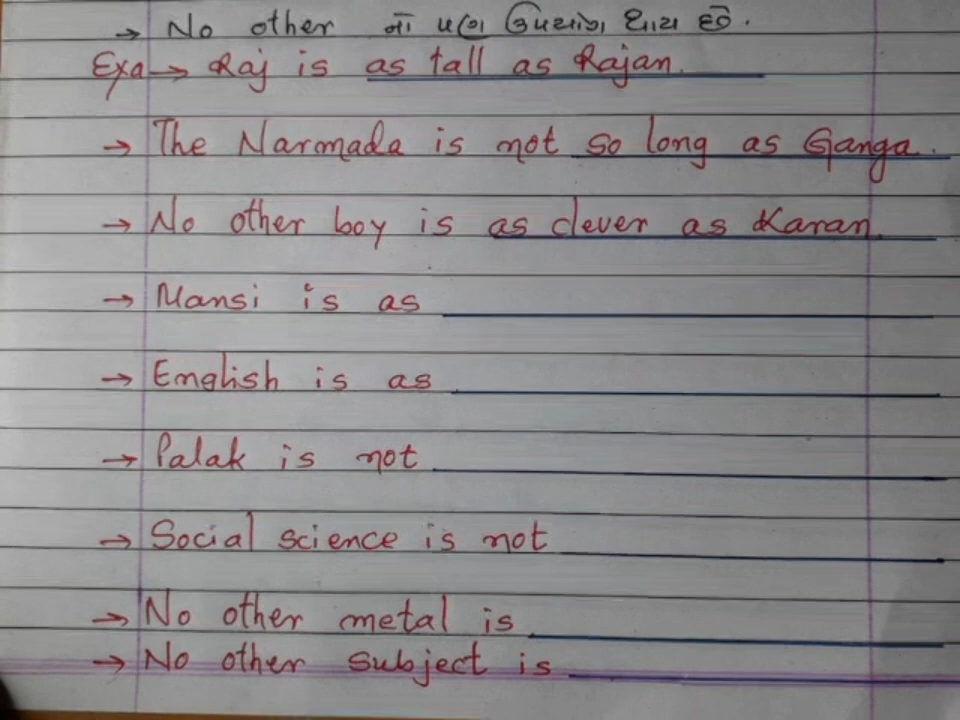 → No other નો પણ ઉપયોગ થાય છે.
Exa → Raj is as tall as Rajan.
→ The Narmada is not so long as Ganga.
→ No other boy is as clever as Karan.
→ Mansi is as
→ English is as
→ Palak is not
→ Social science is not
→ No other metal is
→ No other subject is